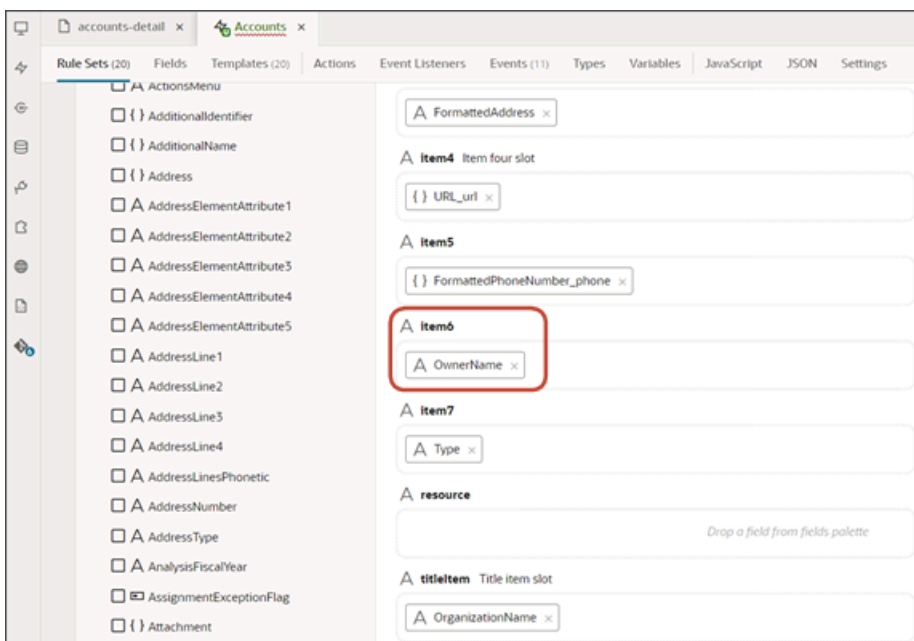 accounts-detail × Accounts ×
Rule Sets (20) Fields Templates (20) Actions Event Listeners Events (11) Types Variables JavaScript JSON Settings
A ActionsMenu
{ } AdditionalIdentifier
{ } AdditionalName
{ } Address
A AddressElementAttribute1
A AddressElementAttribute2
A AddressElementAttribute3
A AddressElementAttribute4
A AddressElementAttribute5
A AddressLine1
A AddressLine2
A AddressLine3
A AddressLine4
A AddressLinesPhonetic
A AddressNumber
A AddressType
A AnalysisFiscalYear
AssignmentExceptionFlag
{ } Attachment
A FormattedAddress ×
A item4 Item four slot
{ } URL_url ×
A item5
{ } FormattedPhoneNumber_phone ×
A item6
A OwnerName ×
A item7
A Type ×
A resource
Drop a field from fields palette
A titleItem Title item slot
A OrganizationName ×